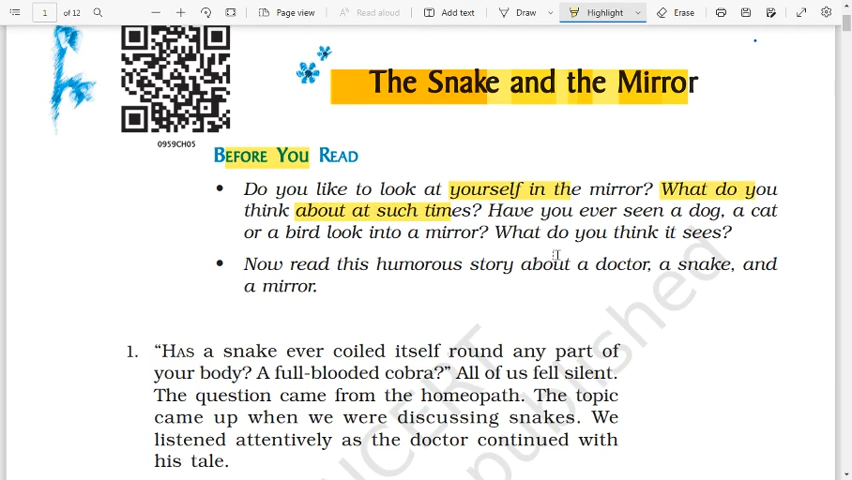 1 of 12 Page view Read aloud Add text Draw Highlight Erase
The Snake and the Mirror
0959CH05
BEFORE YOU READ
• Do you like to look at yourself in the mirror? What do you
think about at such times? Have you ever seen a dog, a cat
or a bird look into a mirror? What do you think it sees?
• Now read this humorous story about a doctor, a snake, and
a mirror.
1. “HAS a snake ever coiled itself round any part of
your body? A full-blooded cobra?” All of us fell silent.
The question came from the homeopath. The topic
came up when we were discussing snakes. We
listened attentively as the doctor continued with
his tale.
NCERT
published